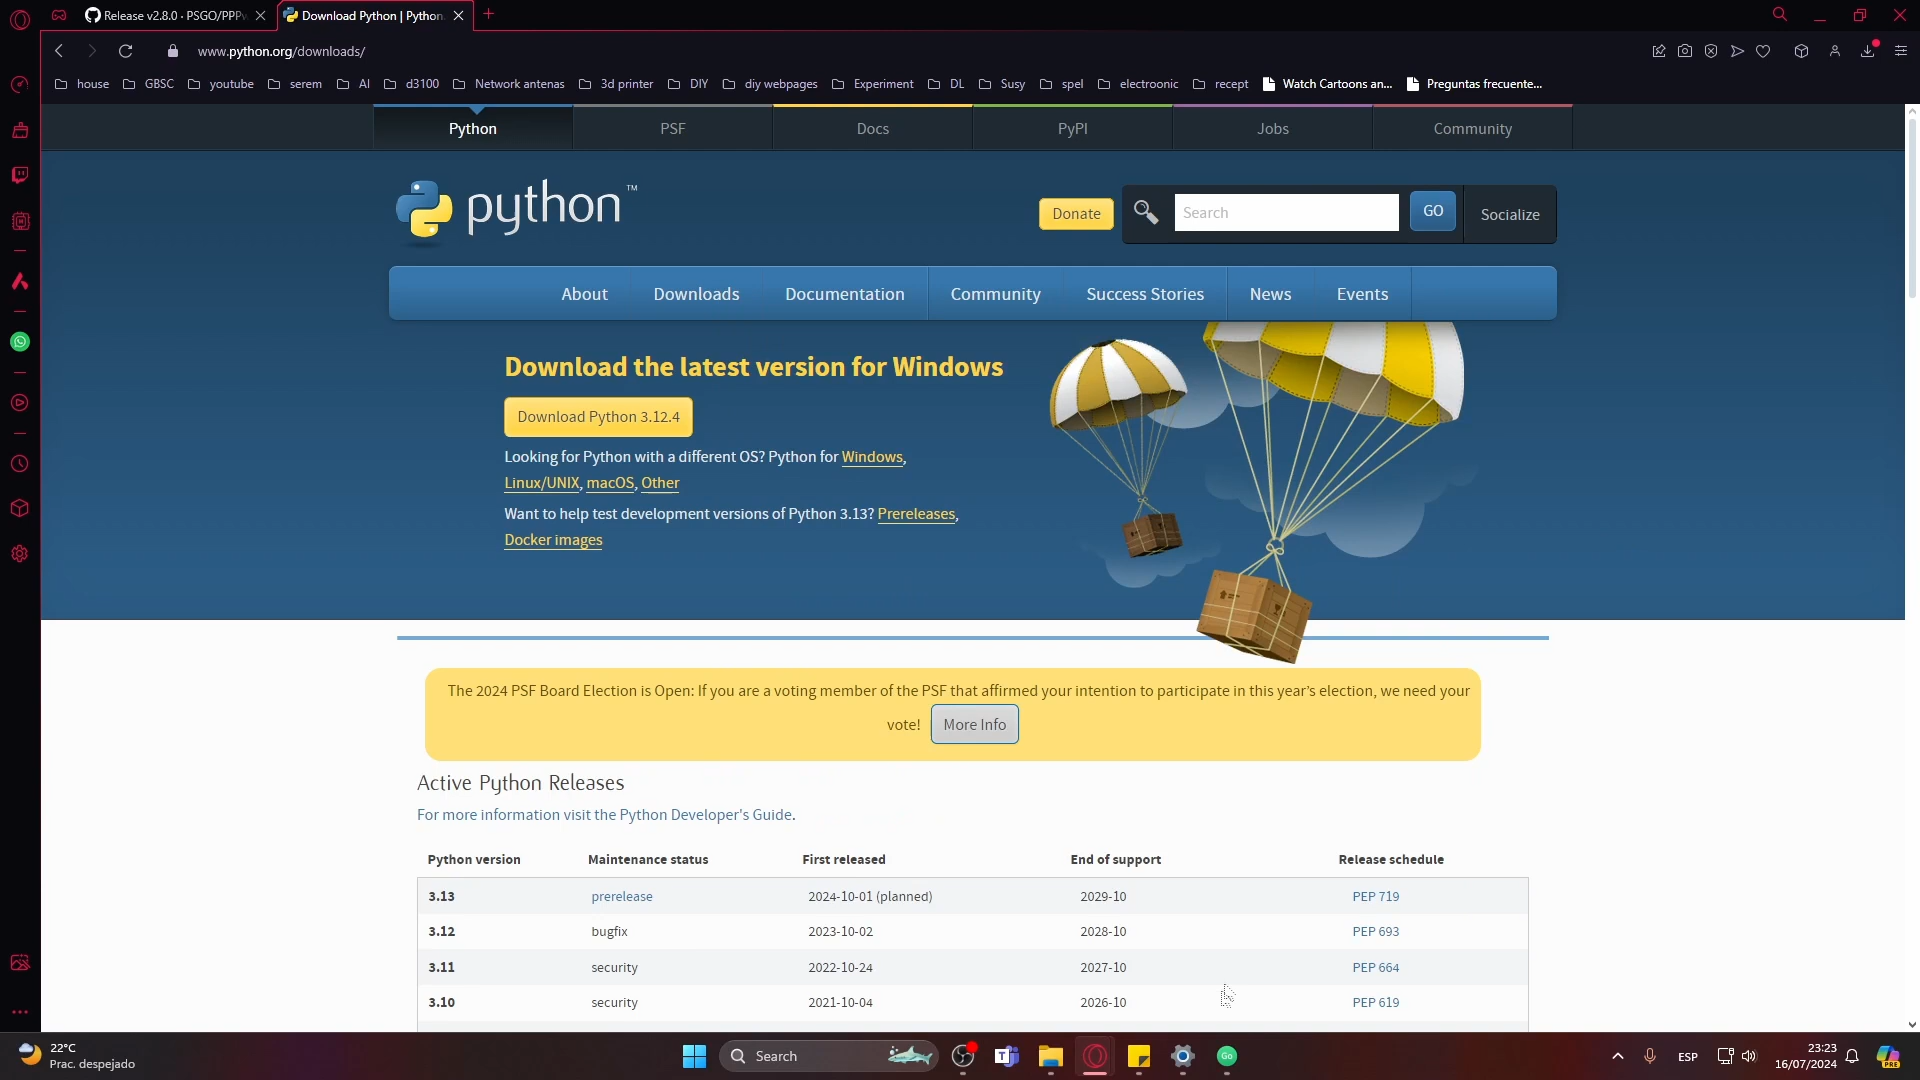 Release v2.8.0 · PSGO/PPPw
Download Python | Python.
www.python.org/downloads/
house GBSC youtube serem AI d3100 Network antenas 3d printer DIY diy webpages Experiment DL Susy spel electroonic recept Watch Cartoons an... Preguntas frecuente...
Python PSF Docs PyPI Jobs Community
python™
Donate Search GO Socialize
About Downloads Documentation Community Success Stories News Events
Download the latest version for Windows
Download Python 3.12.4
Looking for Python with a different OS? Python for Windows,
Linux/UNIX, macOS, Other
Want to help test development versions of Python 3.13? Prereleases,
Docker images
The 2024 PSF Board Election is Open: If you are a voting member of the PSF that affirmed your intention to participate in this year's election, we need your
vote! More Info
Active Python Releases
For more information visit the Python Developer's Guide.
Python version Maintenance status First released End of support Release schedule
3.13 prerelease 2024-10-01 (planned) 2029-10 PEP 719
3.12 bugfix 2023-10-02 2028-10 PEP 693
3.11 security 2022-10-24 2027-10 PEP 664
3.10 security 2021-10-04 2026-10 PEP 619
22°C
Prac. despejado
Search
Go
ESP
23:23
16/07/2024
PRE